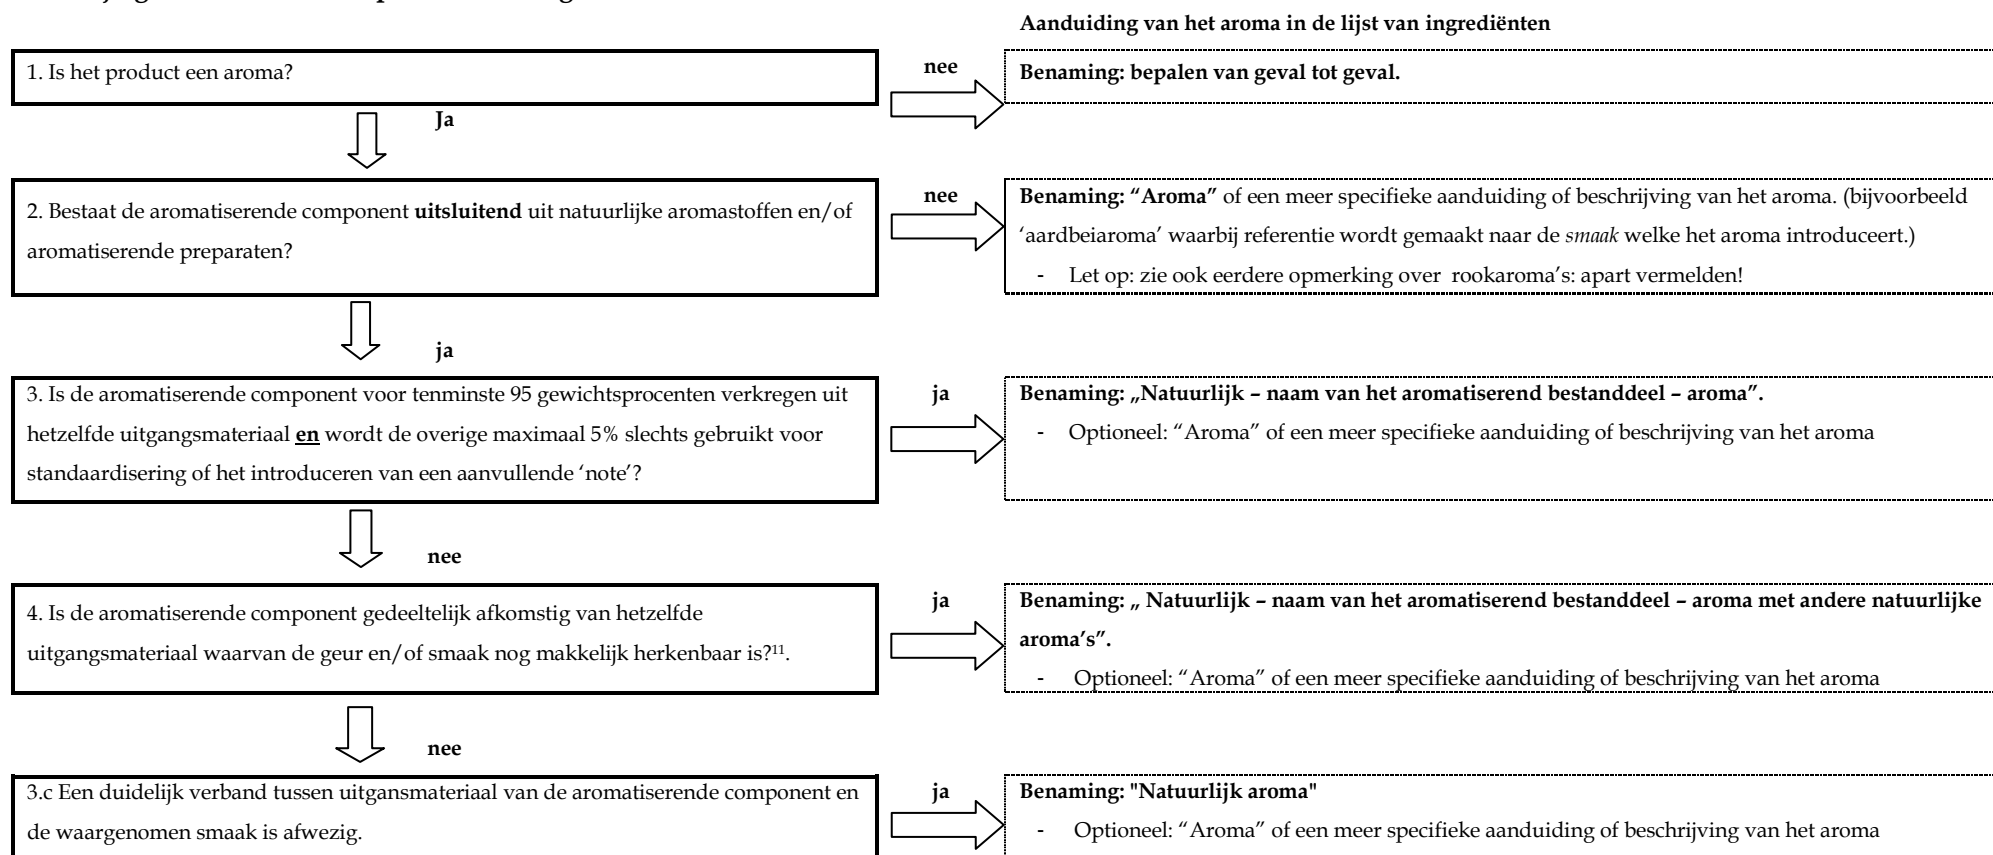 Aanduiding van het aroma in de lijst van ingrediënten
1. Is het product een aroma?
nee
Benaming: bepalen van geval tot geval.
Ja
2. Bestaat de aromatiserende component uitsluitend uit natuurlijke aromastoffen en/of
aromatiserende preparaten?
nee
Benaming: “Aroma” of een meer specifieke aanduiding of beschrijving van het aroma. (bijvoorbeeld
‘aardbeiaroma’ waarbij referentie wordt gemaakt naar de smaak welke het aroma introduceert.)
- Let op: zie ook eerdere opmerking over rookaroma’s: apart vermelden!
ja
3. Is de aromatiserende component voor tenminste 95 gewichtsprocenten verkregen uit
hetzelfde uitgangsmateriaal en wordt de overige maximaal 5% slechts gebruikt voor
standaardisering of het introduceren van een aanvullende ‘note’?
ja
Benaming: „Natuurlijk – naam van het aromatiserend bestanddeel – aroma”.
- Optioneel: “Aroma” of een meer specifieke aanduiding of beschrijving van het aroma
nee
4. Is de aromatiserende component gedeeltelijk afkomstig van hetzelfde
uitgangsmateriaal waarvan de geur en/of smaak nog makkelijk herkenbaar is?¹¹.
ja
Benaming: „ Natuurlijk – naam van het aromatiserend bestanddeel – aroma met andere natuurlijke
aroma’s”.
- Optioneel: “Aroma” of een meer specifieke aanduiding of beschrijving van het aroma
nee
3.c Een duidelijk verband tussen uitgansmateriaal van de aromatiserende component en
de waargenomen smaak is afwezig.
ja
Benaming: "Natuurlijk aroma"
- Optioneel: “Aroma” of een meer specifieke aanduiding of beschrijving van het aroma